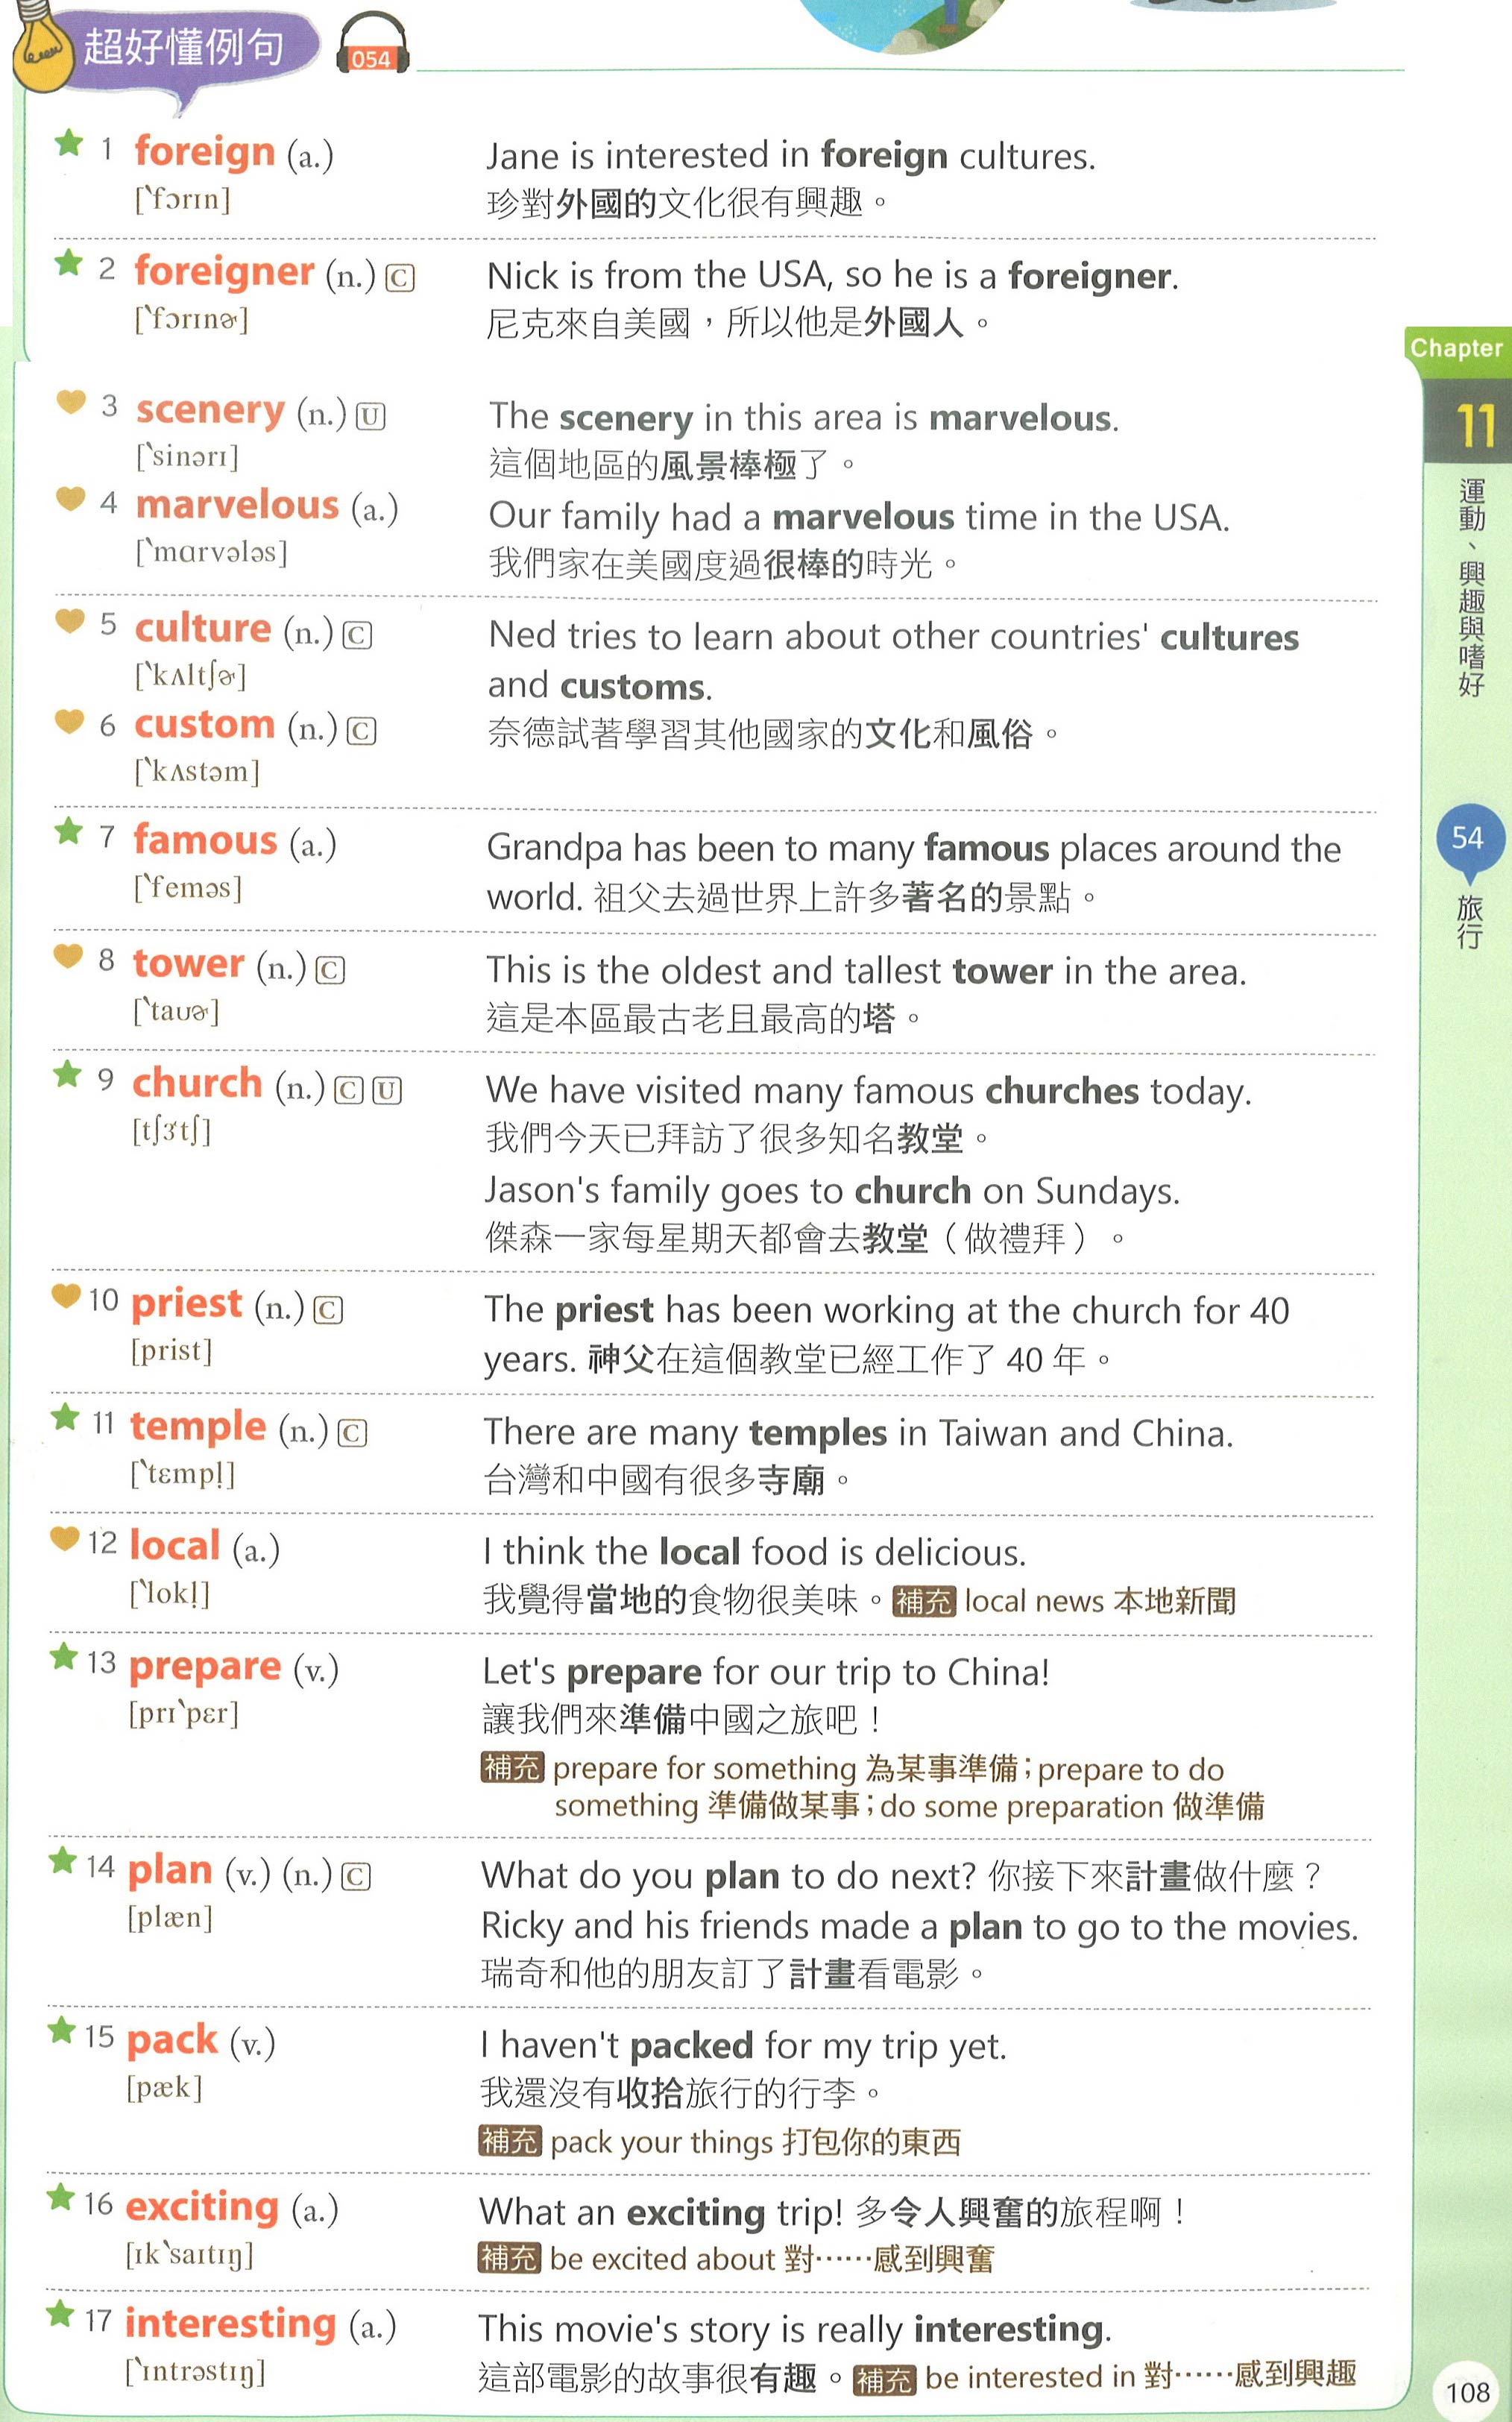 超好懂例句
054
1 foreign (a.)
[ˋfɔrɪn]
Jane is interested in foreign cultures.
珍對外國的文化很有興趣。
2 foreigner (n.) C
[ˋfɔrɪnɚ]
Nick is from the USA, so he is a foreigner.
尼克來自美國，所以他是外國人。
3 scenery (n.) U
[ˋsinərɪ]
The scenery in this area is marvelous.
這個地區的風景棒極了。
4 marvelous (a.)
[ˋmɑrvələs]
Our family had a marvelous time in the USA.
我們家在美國度過很棒的時光。
5 culture (n.) C
[ˋkʌltʃɚ]
6 custom (n.) C
[ˋkʌstəm]
Ned tries to learn about other countries' cultures
and customs.
奈德試著學習其他國家的文化和風俗。
7 famous (a.)
[ˋfeməs]
Grandpa has been to many famous places around the
world. 祖父去過世界上許多著名的景點。
8 tower (n.) C
[ˋtaʊɚ]
This is the oldest and tallest tower in the area.
這是本區最古老且最高的塔。
9 church (n.) C U
[tʃɝtʃ]
We have visited many famous churches today.
我們今天已拜訪了很多知名教堂。
Jason's family goes to church on Sundays.
傑森一家每星期天都會去教堂（做禮拜）。
10 priest (n.) C
[prist]
The priest has been working at the church for 40
years. 神父在這個教堂已經工作了 40 年。
11 temple (n.) C
[ˋtɛmpḷ]
There are many temples in Taiwan and China.
台灣和中國有很多寺廟。
12 local (a.)
[ˋlokḷ]
I think the local food is delicious.
我覺得當地的食物很美味。補充 local news 本地新聞
13 prepare (v.)
[prɪˋpɛr]
Let's prepare for our trip to China!
讓我們來準備中國之旅吧！
補充 prepare for something 為某事準備；prepare to do
something 準備做某事；do some preparation 做準備
14 plan (v.) (n.) C
[plæn]
What do you plan to do next? 你接下來計畫做什麼？
Ricky and his friends made a plan to go to the movies.
瑞奇和他的朋友訂了計畫看電影。
15 pack (v.)
[pæk]
I haven't packed for my trip yet.
我還沒有收拾旅行的行李。
補充 pack your things 打包你的東西
16 exciting (a.)
[ɪkˋsaɪtɪŋ]
What an exciting trip! 多令人興奮的旅程啊！
補充 be excited about 對……感到興奮
17 interesting (a.)
[ˋɪntrəstɪŋ]
This movie's story is really interesting.
這部電影的故事很有趣。補充 be interested in 對……感到興趣
Chapter
11
運動、興趣與嗜好
54
旅行
108